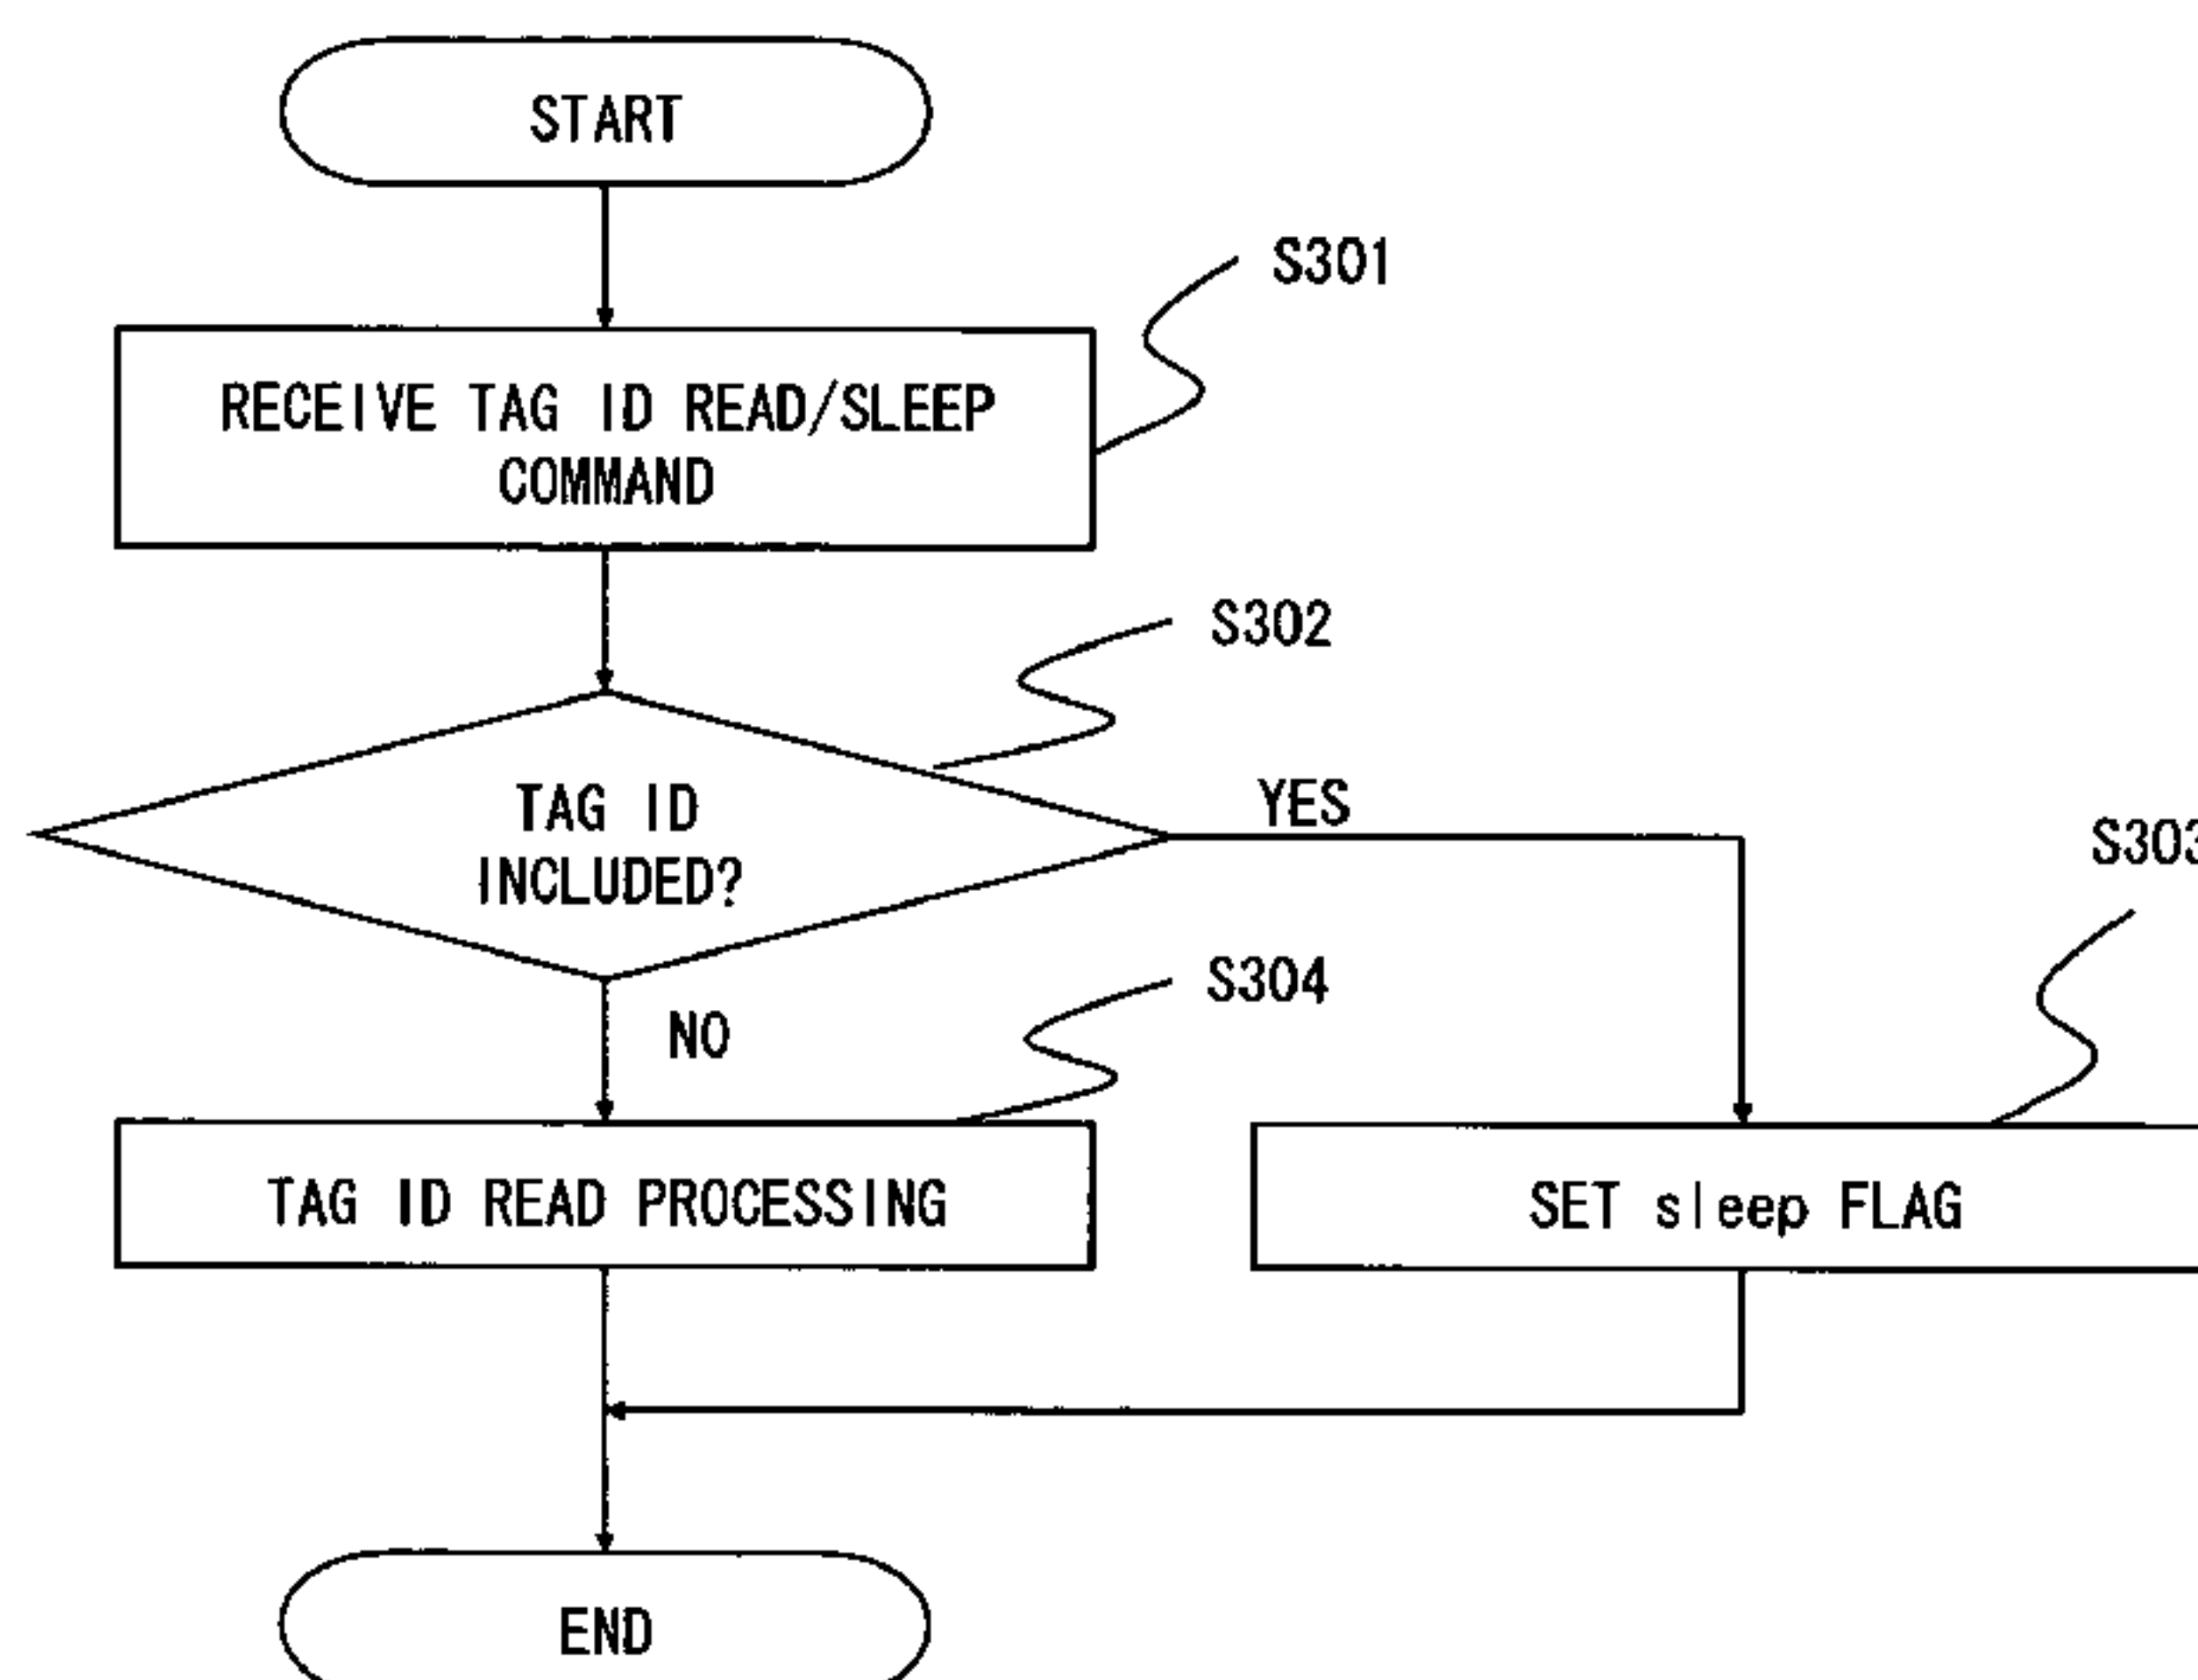 START
S301
RECEIVE TAG ID READ/SLEEP
COMMAND
S302
TAG ID
INCLUDED?
YES
S303
NO
S304
TAG ID READ PROCESSING
SET sleep FLAG
END